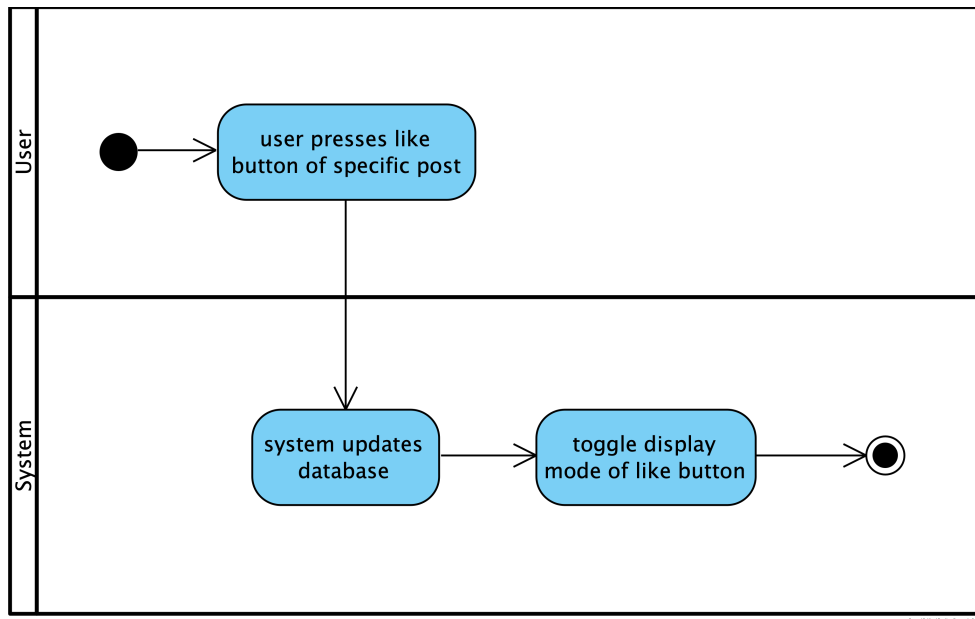 User
user presses like
button of specific post
System
system updates
database
toggle display
mode of like button